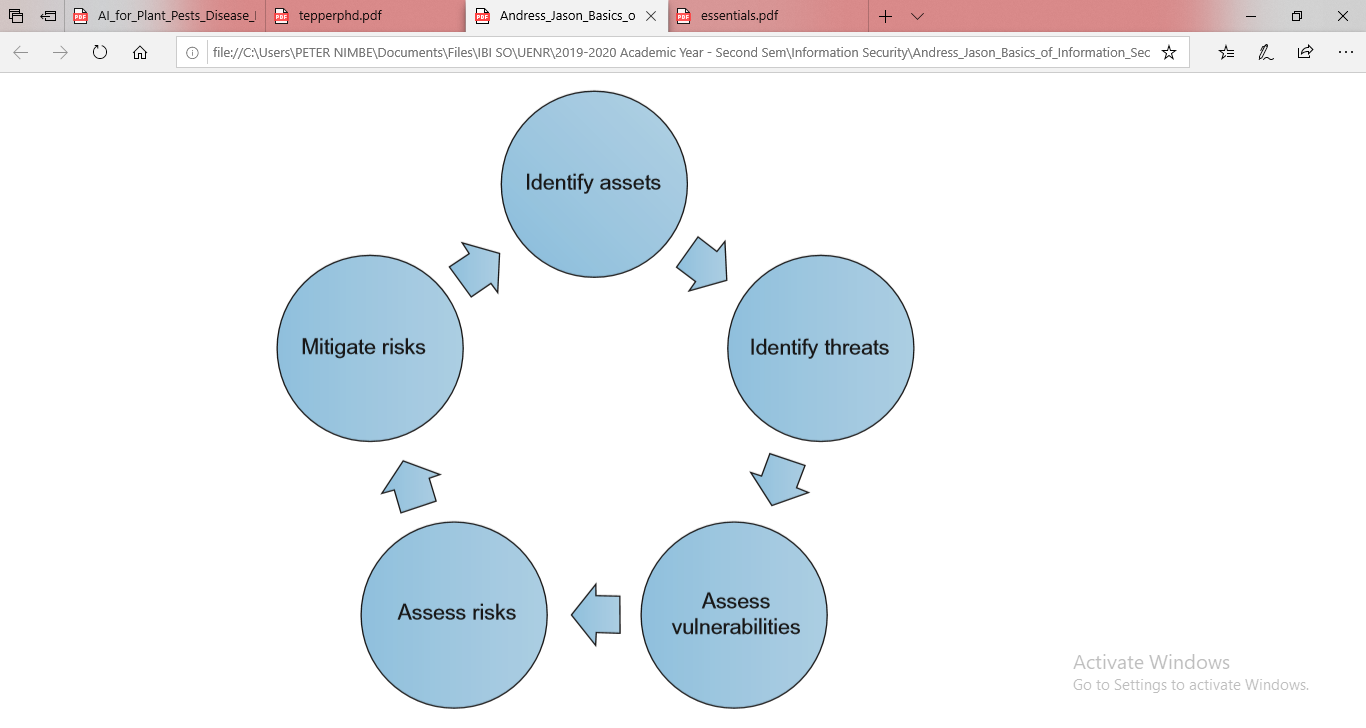 AI_for_Plant_Pests_Disease_
tepperphd.pdf
Andress_Jason_Basics_o
essentials.pdf
file://C:\Users\PETER NIMBE\Documents\Files\IBI SO\UENR\2019-2020 Academic Year - Second Sem\Information Security\Andress_Jason_Basics_of_Information_Sec
Identify assets
Mitigate risks
Identify threats
Assess risks
Assess
vulnerabilities
Activate Windows
Go to Settings to activate Windows.